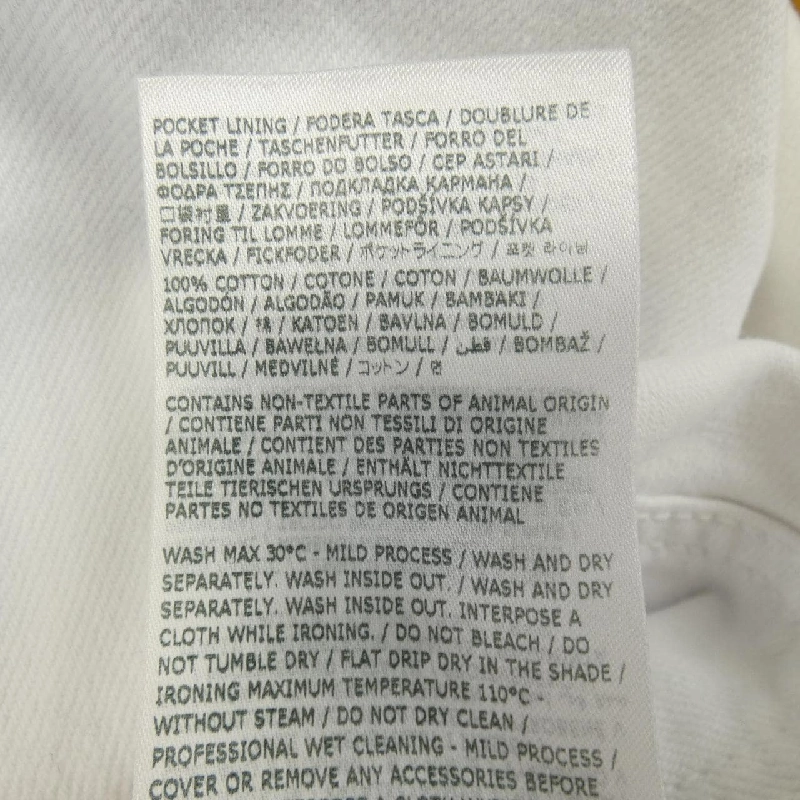 POCKET LINING / FODERA TASCA / DOUBLURE DE
LA POCHE / TASCHENFUTTER / FORRO DEL
BOLSILLO / FORRO DO BOLSO / CEP ASTARI /
ΦΟΔΡΑ ΤΣΕΠΗΣ / ПОДКЛАДКА КАРМАНА /
口袋衬里 / ZAKVOERING / PODŠÍVKA KAPSY /
FORING TIL LOMME / LOMMEFÔR / PODŠÍVKA
VRECKA / FICKFODER / ポケットライニング / 포켓 라이닝
100% COTTON / COTONE / COTON / BAUMWOLLE /
ALGODÓN / ALGODÃO / PAMUK / BAMBAKI /
ХЛОПОК / 棉 / KATOEN / BAVLNA / BOMULD /
PUUVILLA / BAWEŁNA / BOMULL / قطن / BOMBAŽ /
PUUVILL / MEDVILNĖ / コットン / 면
CONTAINS NON-TEXTILE PARTS OF ANIMAL ORIGIN
/ CONTIENE PARTI NON TESSILI DI ORIGINE
ANIMALE / CONTIENT DES PARTIES NON TEXTILES
D'ORIGINE ANIMALE / ENTHÄLT NICHTTEXTILE
TEILE TIERISCHEN URSPRUNGS / CONTIENE
PARTES NO TEXTILES DE ORIGEN ANIMAL
WASH MAX 30°C - MILD PROCESS / WASH AND DRY
SEPARATELY. WASH INSIDE OUT. / WASH AND DRY
SEPARATELY. WASH INSIDE OUT. INTERPOSE A
CLOTH WHILE IRONING. / DO NOT BLEACH / DO
NOT TUMBLE DRY / FLAT DRIP DRY IN THE SHADE /
IRONING MAXIMUM TEMPERATURE 110°C -
WITHOUT STEAM / DO NOT DRY CLEAN /
PROFESSIONAL WET CLEANING - MILD PROCESS /
COVER OR REMOVE ANY ACCESSORIES BEFORE